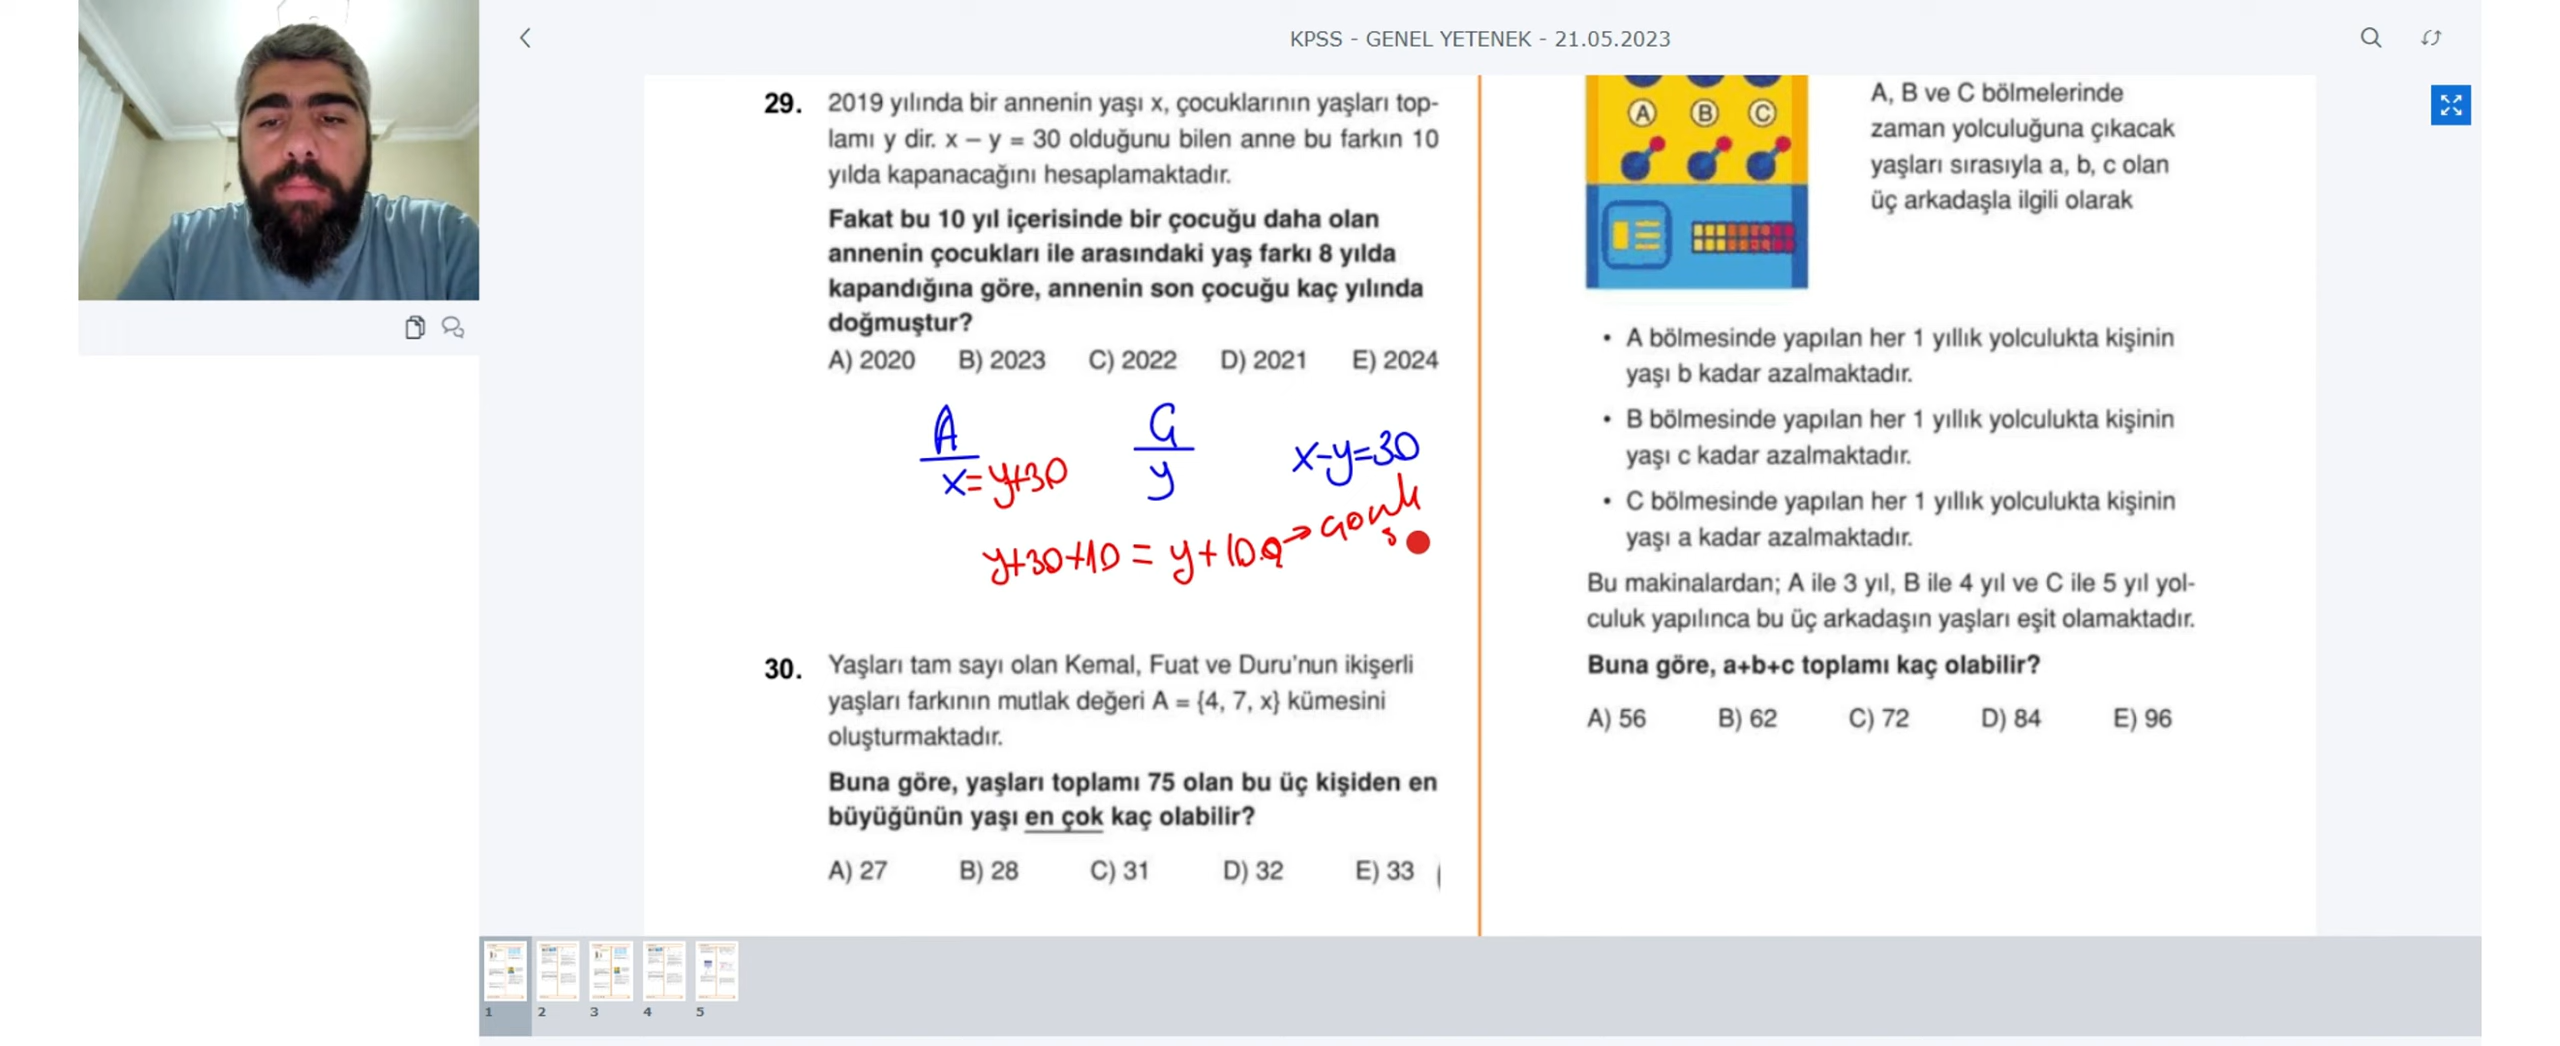 KPSS - GENEL YETENEK - 21.05.2023
29. 2019 yılında bir annenin yaşı x, çocuklarının yaşları top-
lamı y dir. x – y = 30 olduğunu bilen anne bu farkın 10
yılda kapanacağını hesaplamaktadır.
Fakat bu 10 yıl içerisinde bir çocuğu daha olan
annenin çocukları ile arasındaki yaş farkı 8 yılda
kapandığına göre, annenin son çocuğu kaç yılında
doğmuştur?
A) 2020 B) 2023 C) 2022 D) 2021 E) 2024
A Ç x-y=30
x=y+30 y
y+30+10 = y+10.a →
30. Yaşları tam sayı olan Kemal, Fuat ve Duru'nun ikişerli
yaşları farkının mutlak değeri A = {4, 7, x} kümesini
oluşturmaktadır.
Buna göre, yaşları toplamı 75 olan bu üç kişiden en
büyüğünün yaşı en çok kaç olabilir?
A) 27 B) 28 C) 31 D) 32 E) 33
A B C
A, B ve C bölmelerinde
zaman yolculuğuna çıkacak
yaşları sırasıyla a, b, c olan
üç arkadaşla ilgili olarak
• A bölmesinde yapılan her 1 yıllık yolculukta kişinin
yaşı b kadar azalmaktadır.
• B bölmesinde yapılan her 1 yıllık yolculukta kişinin
yaşı c kadar azalmaktadır.
• C bölmesinde yapılan her 1 yıllık yolculukta kişinin
yaşı a kadar azalmaktadır.
Bu makinalardan; A ile 3 yıl, B ile 4 yıl ve C ile 5 yıl yol-
culuk yapılınca bu üç arkadaşın yaşları eşit olamaktadır.
Buna göre, a+b+c toplamı kaç olabilir?
A) 56 B) 62 C) 72 D) 84 E) 96
1 2 3 4 5